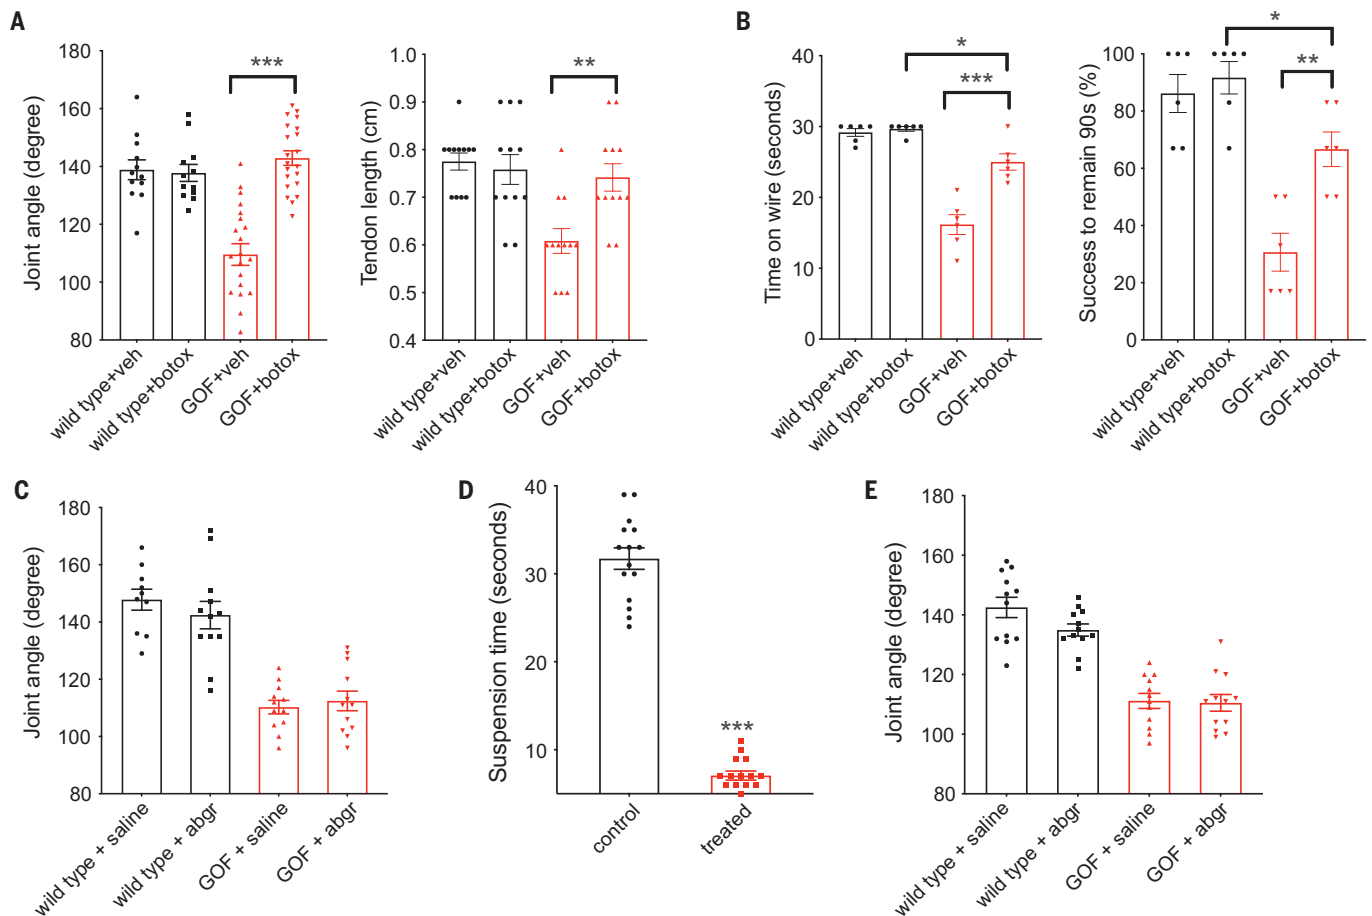 A
180
160
140
120
100
80
Joint angle (degree)
***
wild type+veh
wild type+botox
GOF+veh
GOF+botox
1.0
0.9
0.8
0.7
0.6
0.5
0.4
Tendon length (cm)
**
wild type+veh
wild type+botox
GOF+veh
GOF+botox
B
40
30
20
10
0
Time on wire (seconds)
*
***
wild type+veh
wild type+botox
GOF+veh
GOF+botox
100
80
60
40
20
0
Success to remain 90s (%)
*
**
wild type+veh
wild type+botox
GOF+veh
GOF+botox
C
180
160
140
120
100
80
Joint angle (degree)
wild type + saline
wild type + abgr
GOF + saline
GOF + abgr
D
40
30
20
10
Suspension time (seconds)
***
control
treated
E
180
160
140
120
100
80
Joint angle (degree)
wild type + saline
wild type + abgr
GOF + saline
GOF + abgr